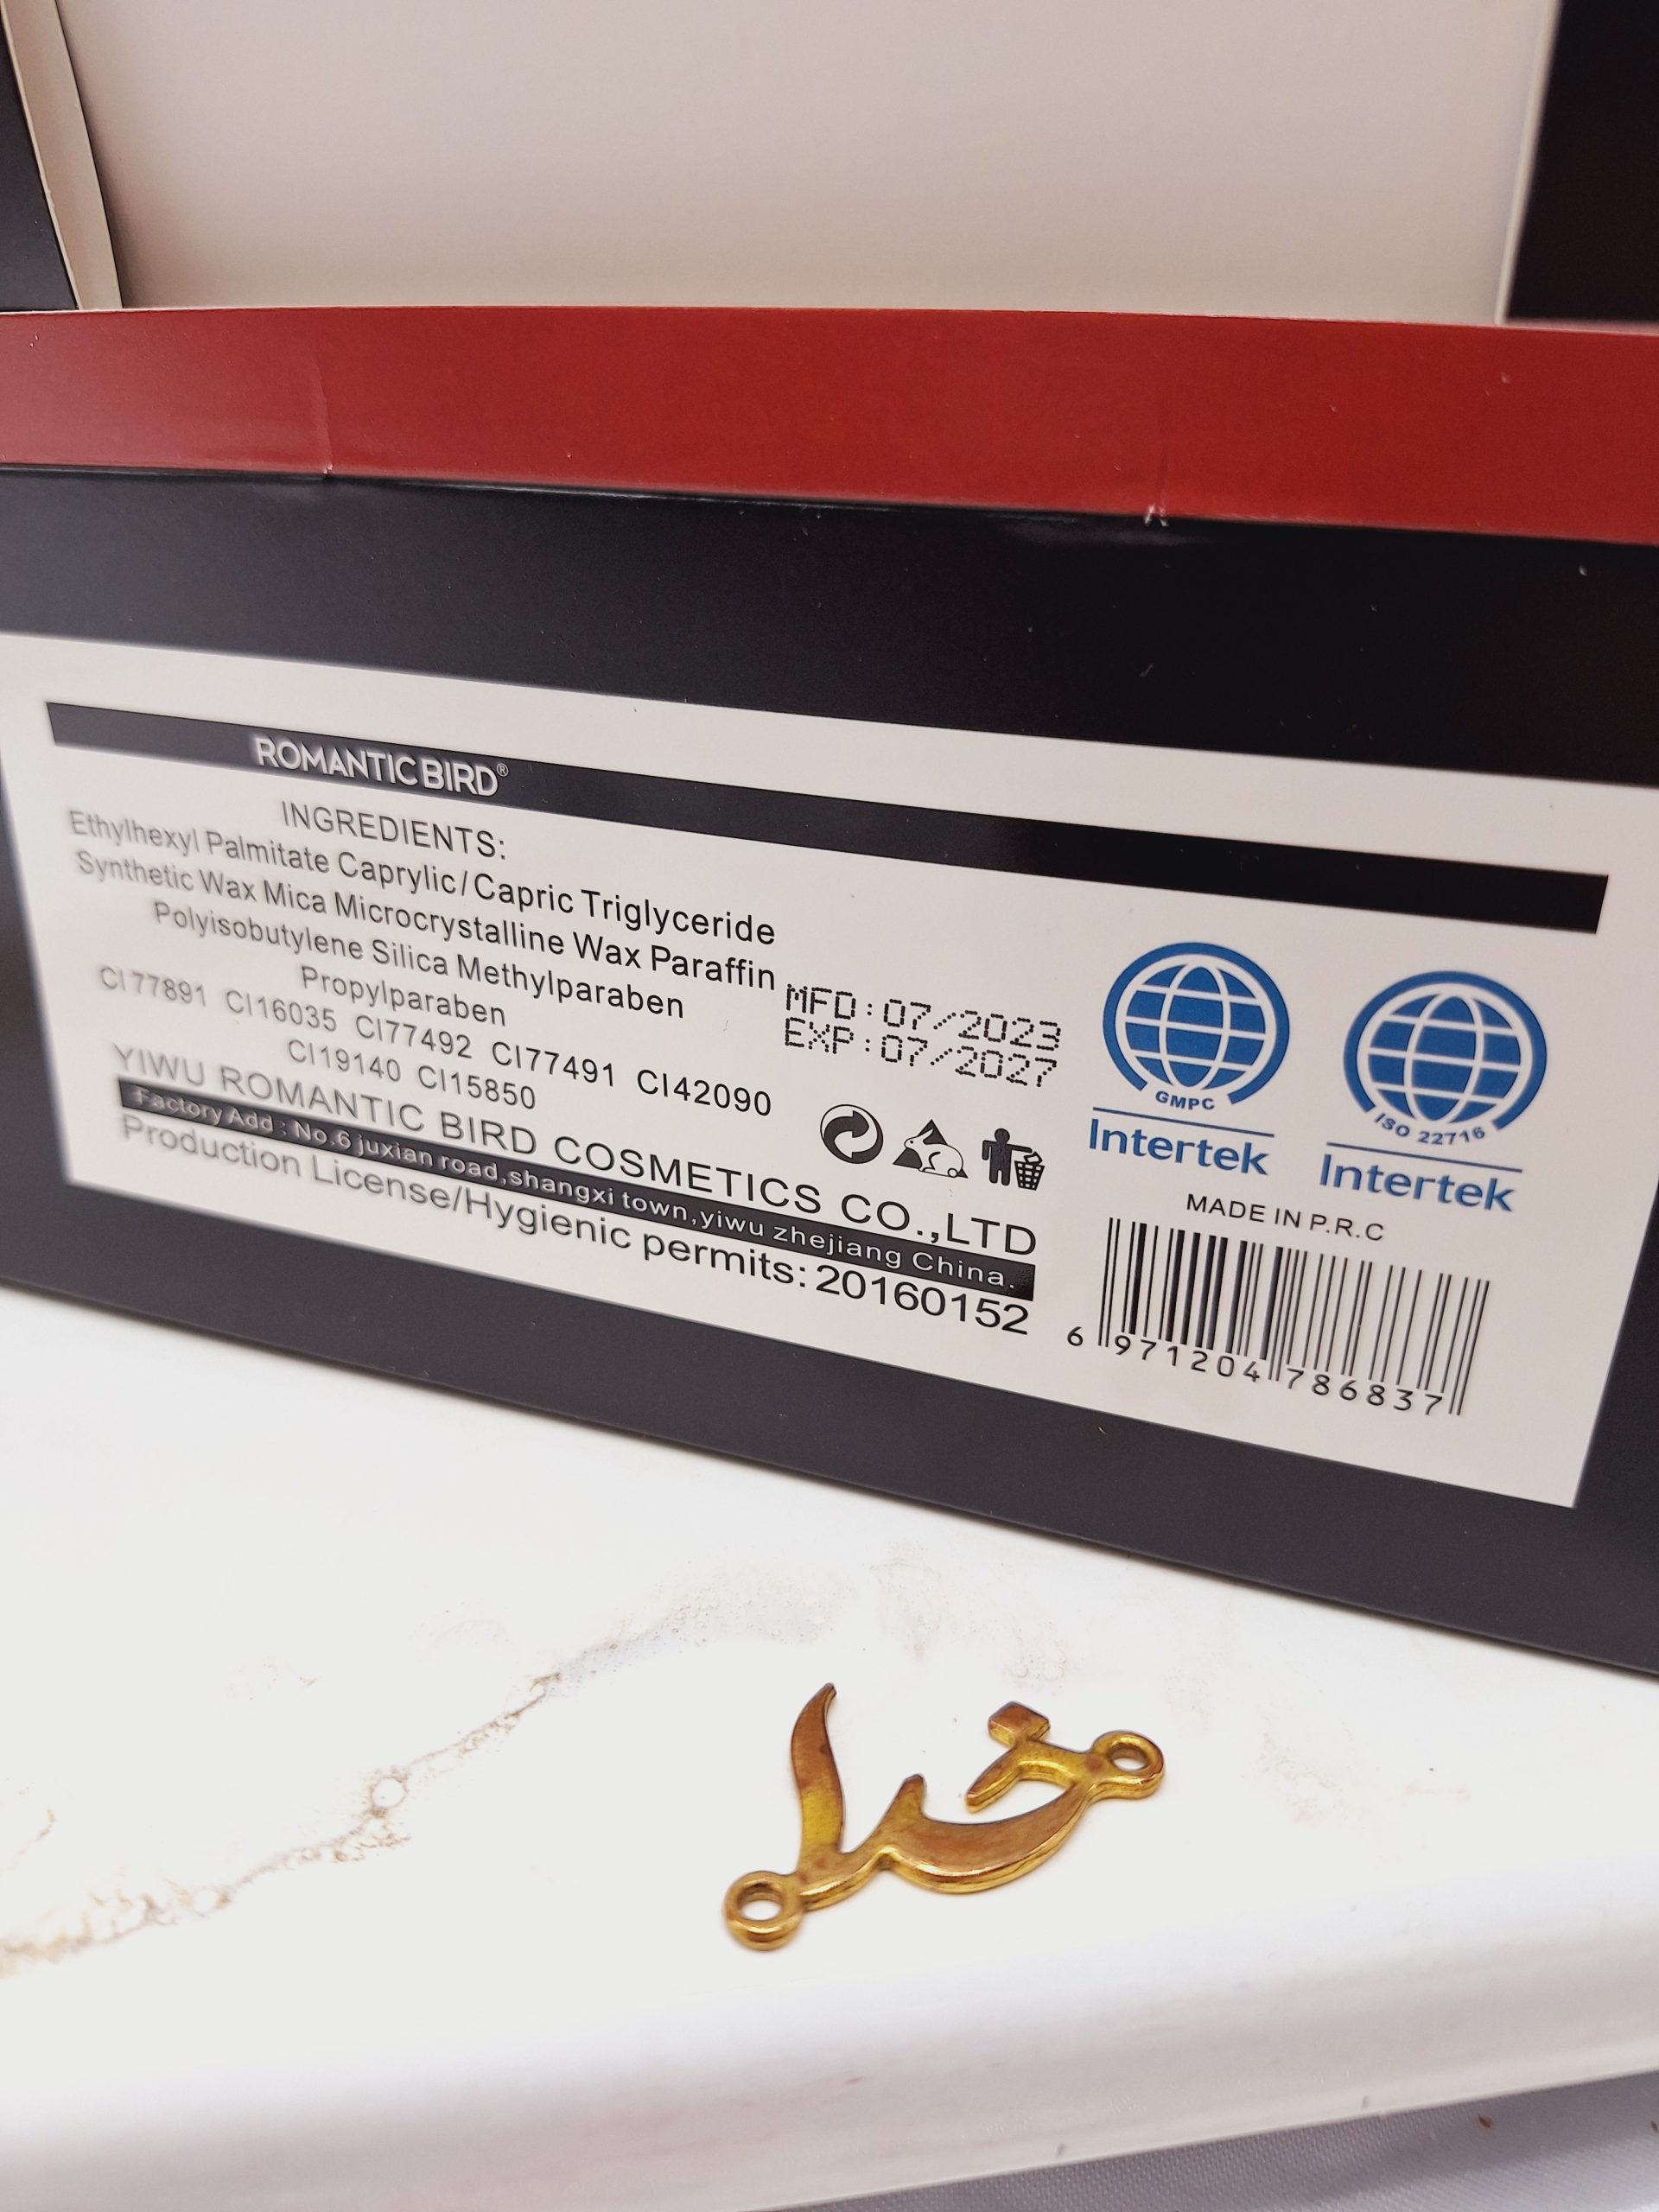 ROMANTIC BIRD®
INGREDIENTS:
Ethylhexyl Palmitate Caprylic/Capric Triglyceride
Synthetic Wax Mica Microcrystalline Wax Paraffin
Polyisobutylene Silica Methylparaben
Propylparaben
CI77891 CI16035 CI77492 CI77491 CI42090
CI19140 CI15850
YIWU ROMANTIC BIRD COSMETICS CO.,LTD
Factory Add : No.6 juxian road,shangxi town,yiwu zhejiang China.
Production License/Hygienic permits: 20160152
MFD:07/2023
EXP:07/2027
GMPC
Intertek
ISO 22716
Intertek
MADE IN P.R.C
6 971204 786837
خدا